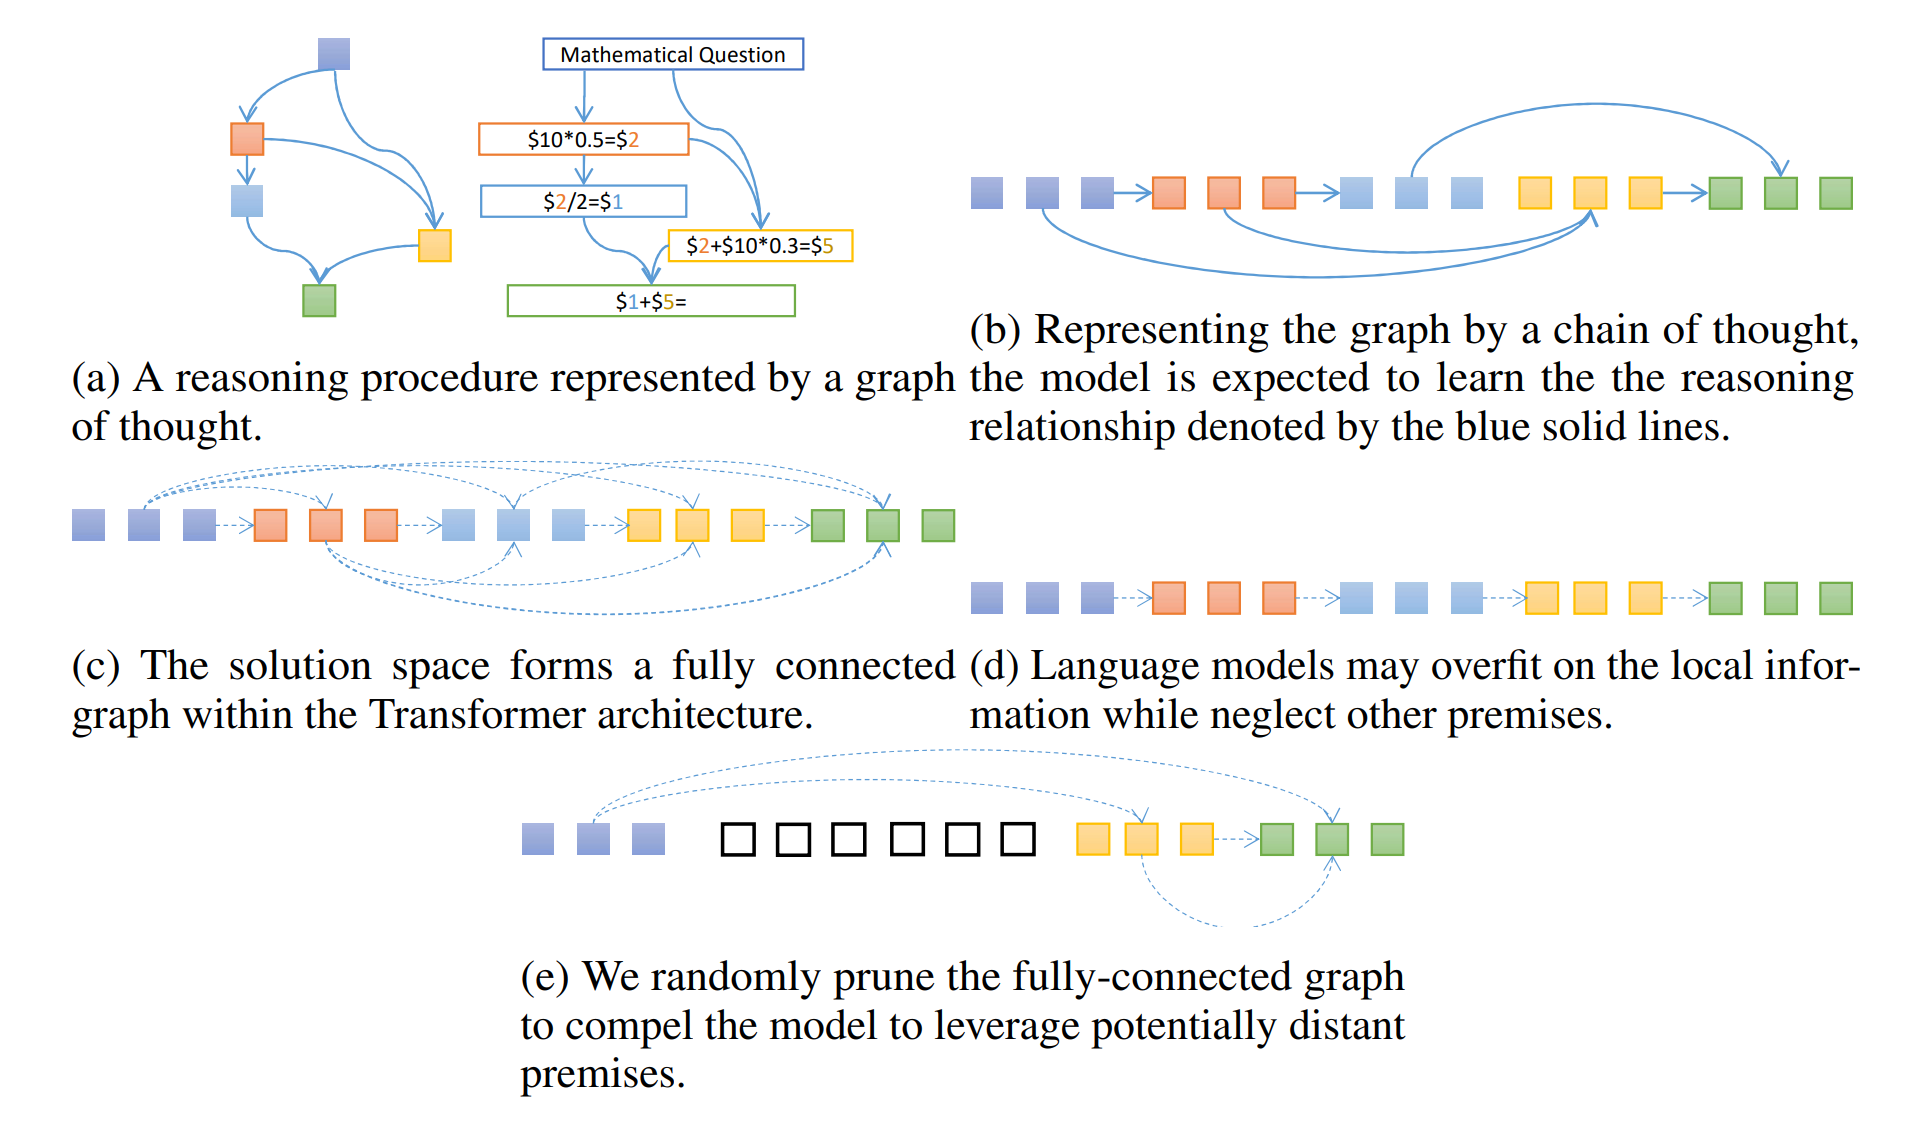 Mathematical Question
$10*0.5=$2
$2/2=$1
$2+$10*0.3=$5
$1+$5=
(a) A reasoning procedure represented by a graph
of thought.
(b) Representing the graph by a chain of thought,
the model is expected to learn the the reasoning
relationship denoted by the blue solid lines.
(c) The solution space forms a fully connected
graph within the Transformer architecture.
(d) Language models may overfit on the local infor-
mation while neglect other premises.
(e) We randomly prune the fully-connected graph
to compel the model to leverage potentially distant
premises.